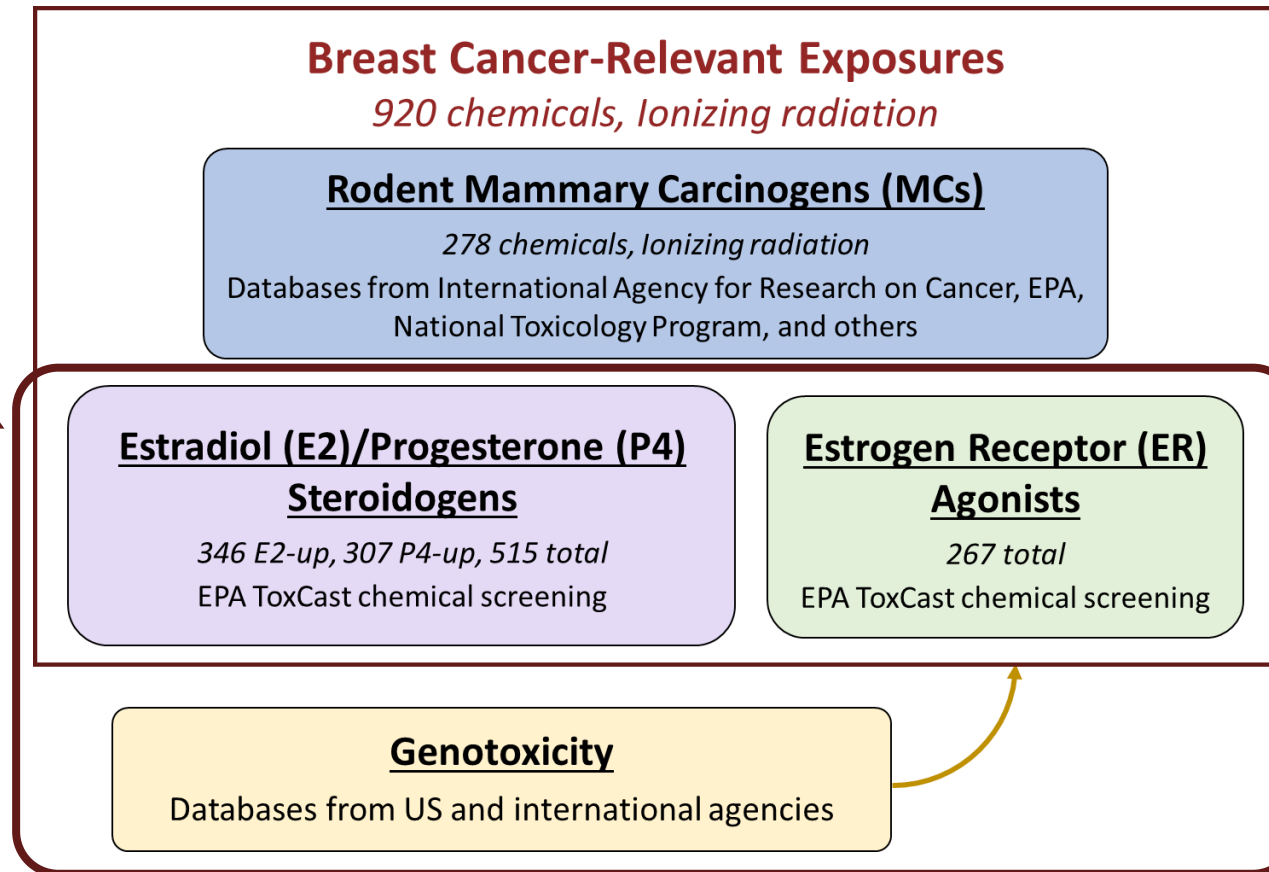 Breast Cancer-Relevant Exposures
920 chemicals, Ionizing radiation
Rodent Mammary Carcinogens (MCs)
278 chemicals, Ionizing radiation
Databases from International Agency for Research on Cancer, EPA,
National Toxicology Program, and others
Estradiol (E2)/Progesterone (P4)
Steroidogens
346 E2-up, 307 P4-up, 515 total
EPA ToxCast chemical screening
Estrogen Receptor (ER)
Agonists
267 total
EPA ToxCast chemical screening
Genotoxicity
Databases from US and international agencies